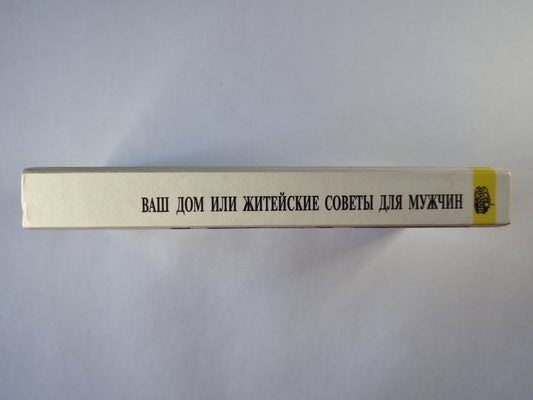 ВАШ ДОМ ИЛИ ЖИТЕЙСКИЕ СОВЕТЫ ДЛЯ МУЖЧИН